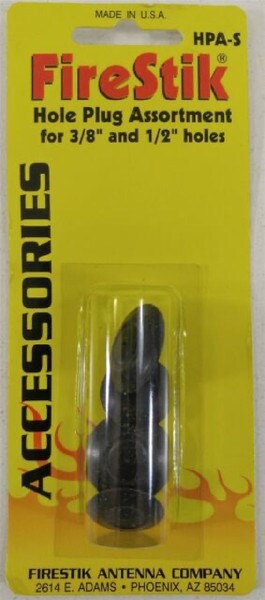 MADE IN U.S.A.
HPA-S
FireStik®
Hole Plug Assortment
for 3/8" and 1/2" holes
ACCESSORIES
FIRESTIK ANTENNA COMPANY
2614 E. ADAMS • PHOENIX, AZ 85034